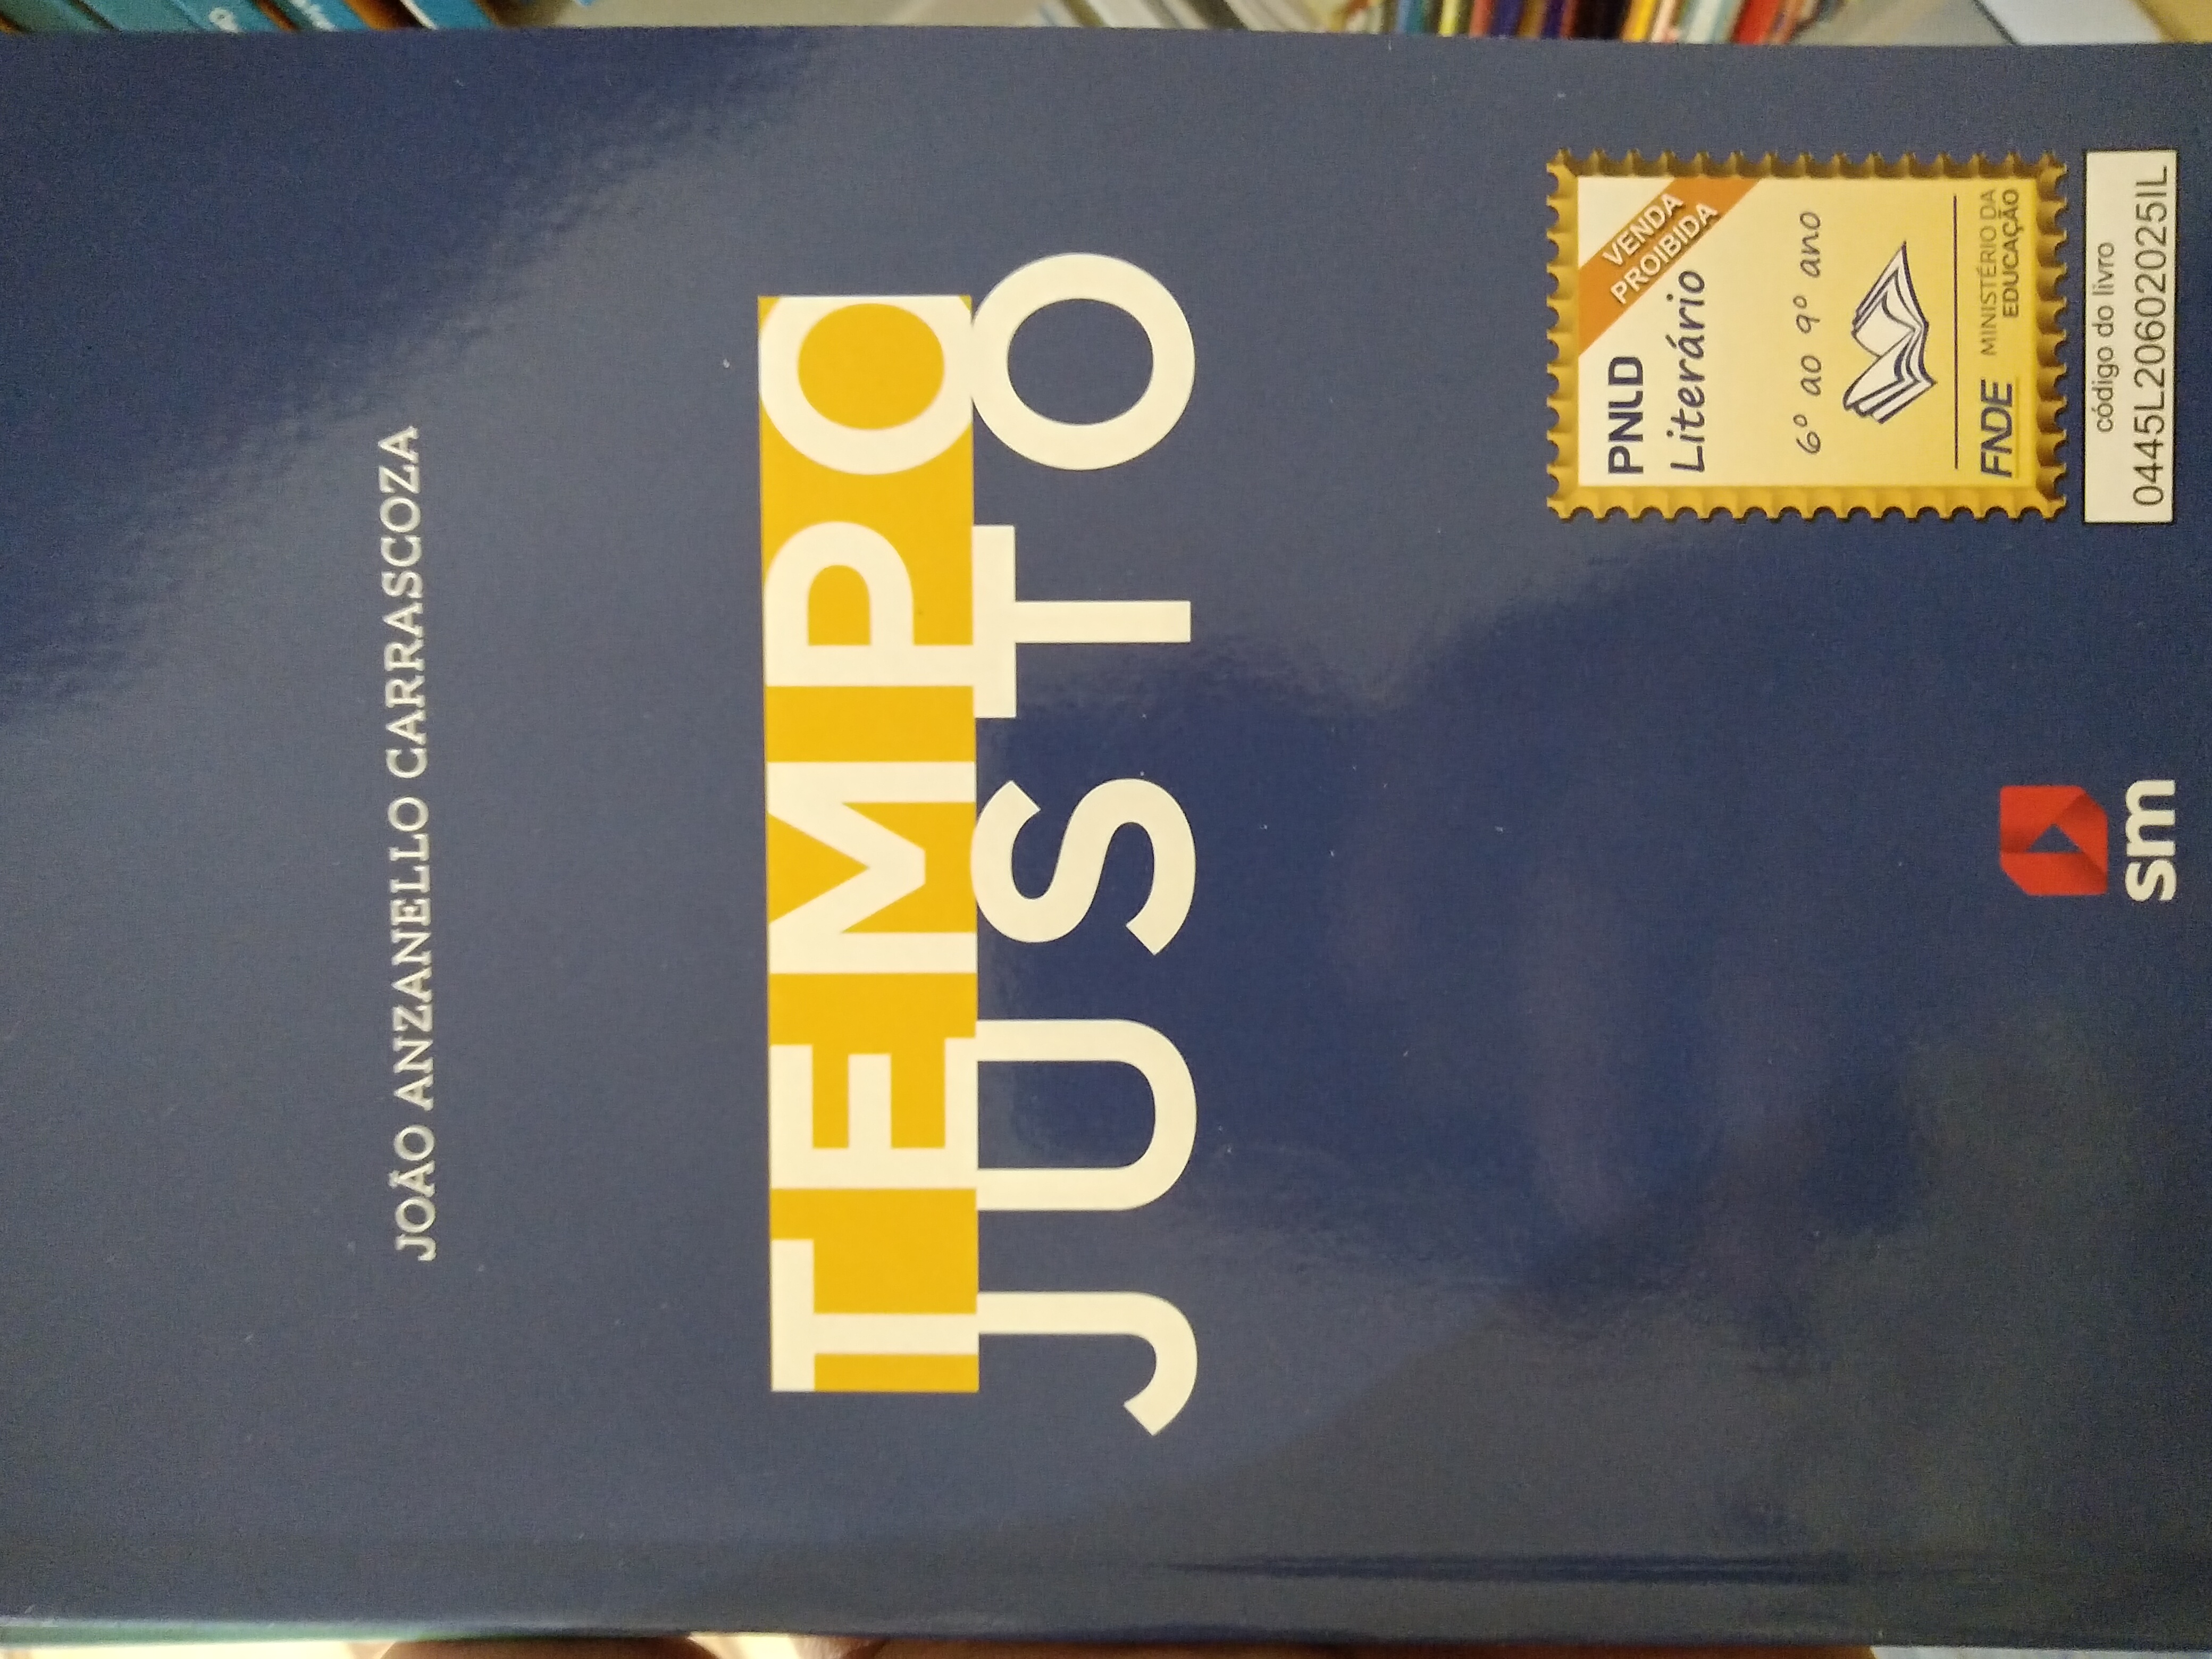 JOÃO ANZANELLO CARRASCOZA
TEMPO
JUSTO
PNLD
Literário
VENDA
PROIBIDA
6º ao 9º ano
FNDE
MINISTÉRIO DA
EDUCAÇÃO
sm
código do livro
0445L20602025IL